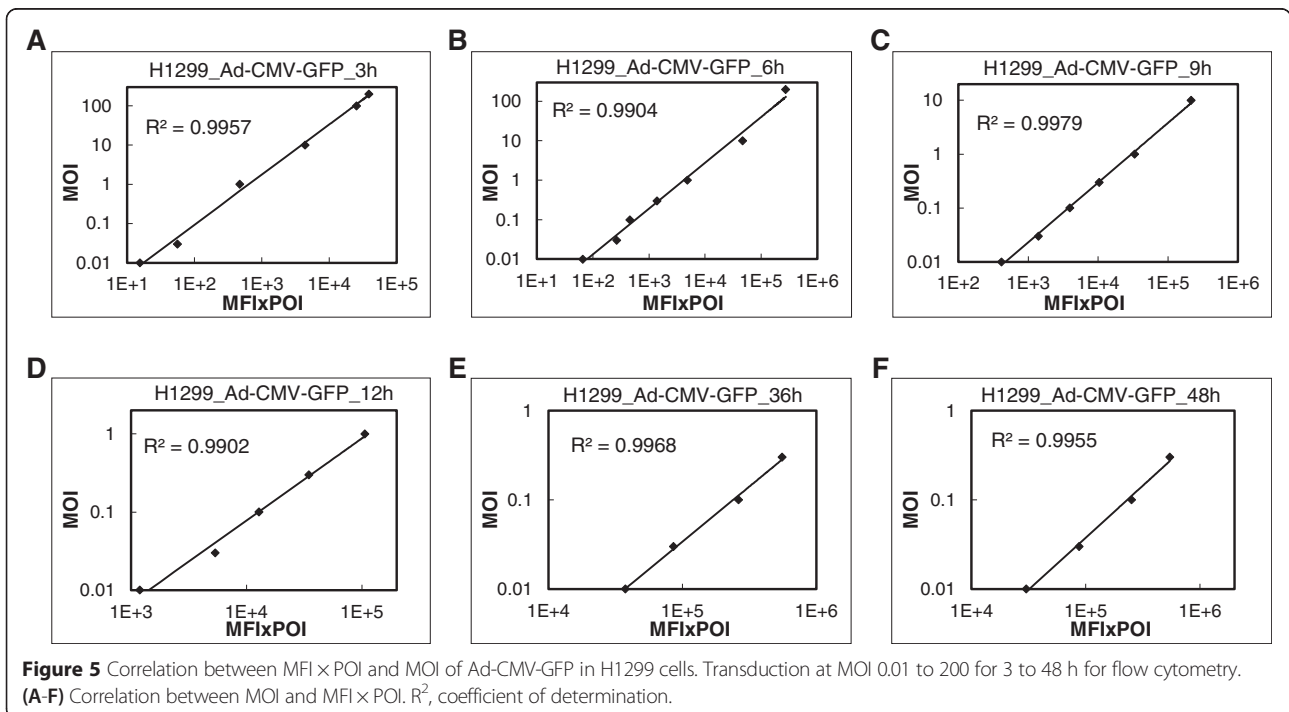 A
H1299_Ad-CMV-GFP_3h
R² = 0.9957
100
10
1
0.1
0.01
MOI
1E+1 1E+2 1E+3 1E+4 1E+5
MFIxPOI
B
H1299_Ad-CMV-GFP_6h
R² = 0.9904
100
10
1
0.1
0.01
MOI
1E+1 1E+2 1E+3 1E+4 1E+5 1E+6
MFIxPOI
C
H1299_Ad-CMV-GFP_9h
R² = 0.9979
10
1
0.1
0.01
MOI
1E+2 1E+3 1E+4 1E+5 1E+6
MFIxPOI
D
H1299_Ad-CMV-GFP_12h
R² = 0.9902
1
0.1
0.01
MOI
1E+3 1E+4 1E+5
MFIxPOI
E
H1299_Ad-CMV-GFP_36h
R² = 0.9968
1
0.1
0.01
MOI
1E+4 1E+5 1E+6
MFIxPOI
F
H1299_Ad-CMV-GFP_48h
R² = 0.9955
1
0.1
0.01
MOI
1E+4 1E+5 1E+6
MFIxPOI
Figure 5 Correlation between MFI × POI and MOI of Ad-CMV-GFP in H1299 cells. Transduction at MOI 0.01 to 200 for 3 to 48 h for flow cytometry.
(A-F) Correlation between MOI and MFI × POI. R², coefficient of determination.